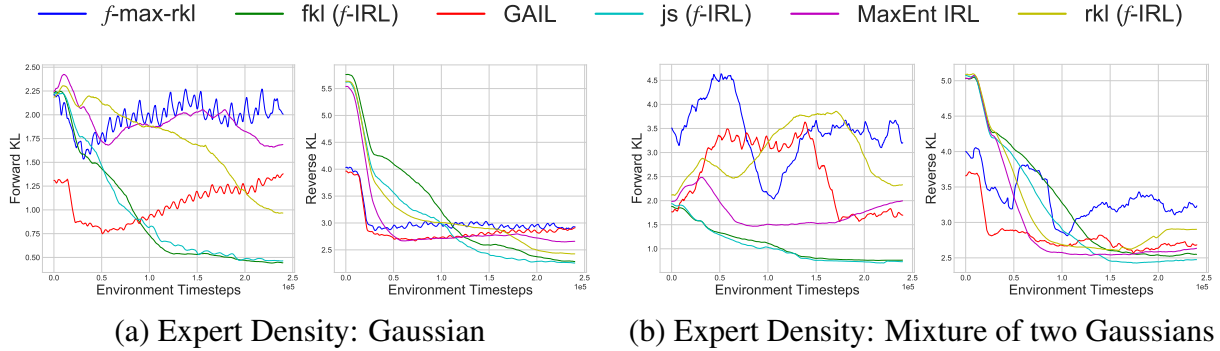 f-max-rkl fkl (f-IRL) GAIL js (f-IRL) MaxEnt IRL rkl (f-IRL)
Forward KL
2.50
2.25
2.00
1.75
1.50
1.25
1.00
0.75
0.50
0.0 0.5 1.0 1.5 2.0 2.5
1e5
Environment Timesteps
Reverse KL
5.5
5.0
4.5
4.0
3.5
3.0
2.5
0.0 0.5 1.0 1.5 2.0 2.5
1e5
Environment Timesteps
(a) Expert Density: Gaussian
Forward KL
4.5
4.0
3.5
3.0
2.5
2.0
1.5
1.0
0.0 0.5 1.0 1.5 2.0 2.5
1e5
Environment Timesteps
Reverse KL
5.0
4.5
4.0
3.5
3.0
2.5
0.0 0.5 1.0 1.5 2.0 2.5
1e5
Environment Timesteps
(b) Expert Density: Mixture of two Gaussians